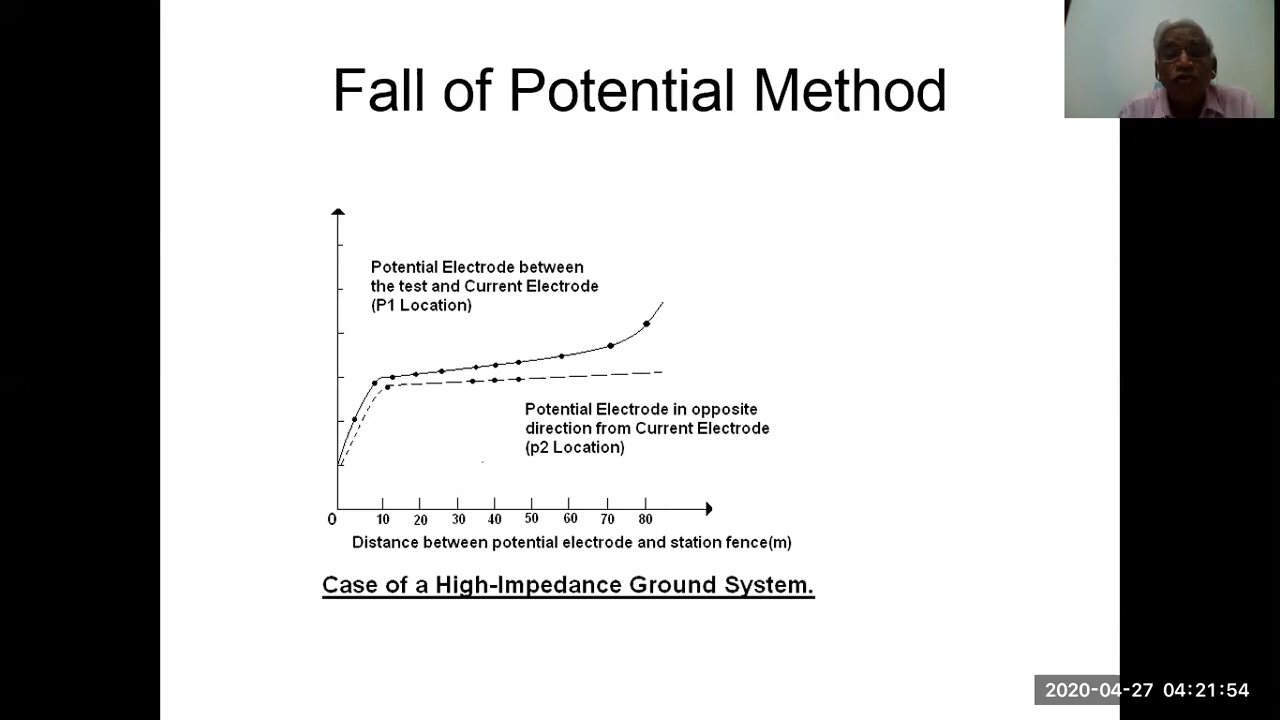 Fall of Potential Method
Potential Electrode between
the test and Current Electrode
(P1 Location)
Potential Electrode in opposite
direction from Current Electrode
(p2 Location)
0 10 20 30 40 50 60 70 80
Distance between potential electrode and station fence(m)
Case of a High-Impedance Ground System.
2020-04-27 04:21:54